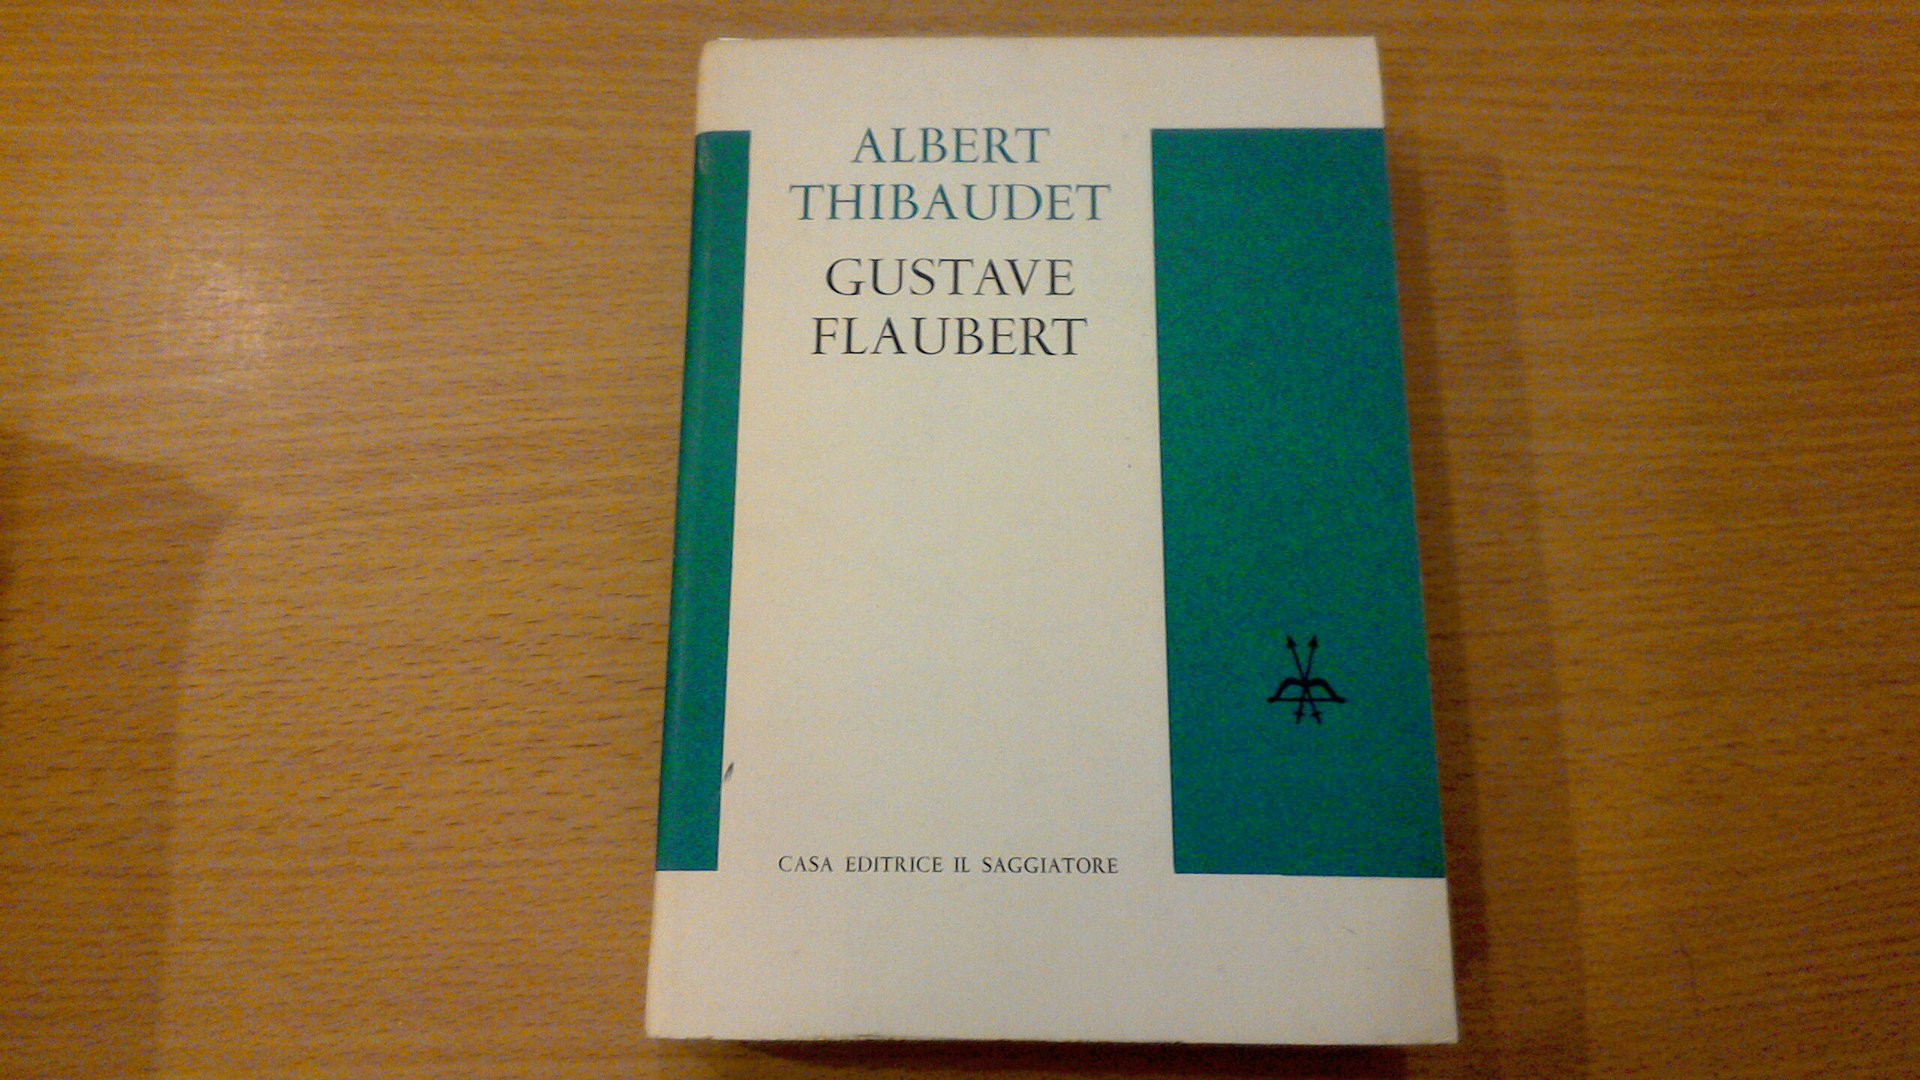 ALBERT
THIBAUDET
GUSTAVE
FLAUBERT
CASA EDITRICE IL SAGGIATORE